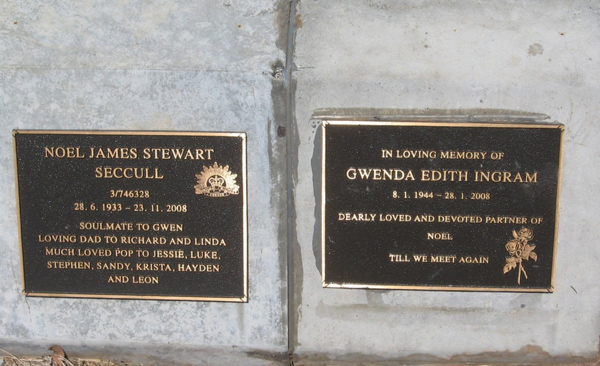 NOEL JAMES STEWART
SECCULL
3/746328
28. 6. 1933 – 23. 11. 2008
SOULMATE TO GWEN
LOVING DAD TO RICHARD AND LINDA
MUCH LOVED POP TO JESSIE, LUKE,
STEPHEN, SANDY, KRISTA, HAYDEN
AND LEON
IN LOVING MEMORY OF
GWENDA EDITH INGRAM
8. 1. 1944 – 28. 1. 2008
DEARLY LOVED AND DEVOTED PARTNER OF
NOEL
TILL WE MEET AGAIN